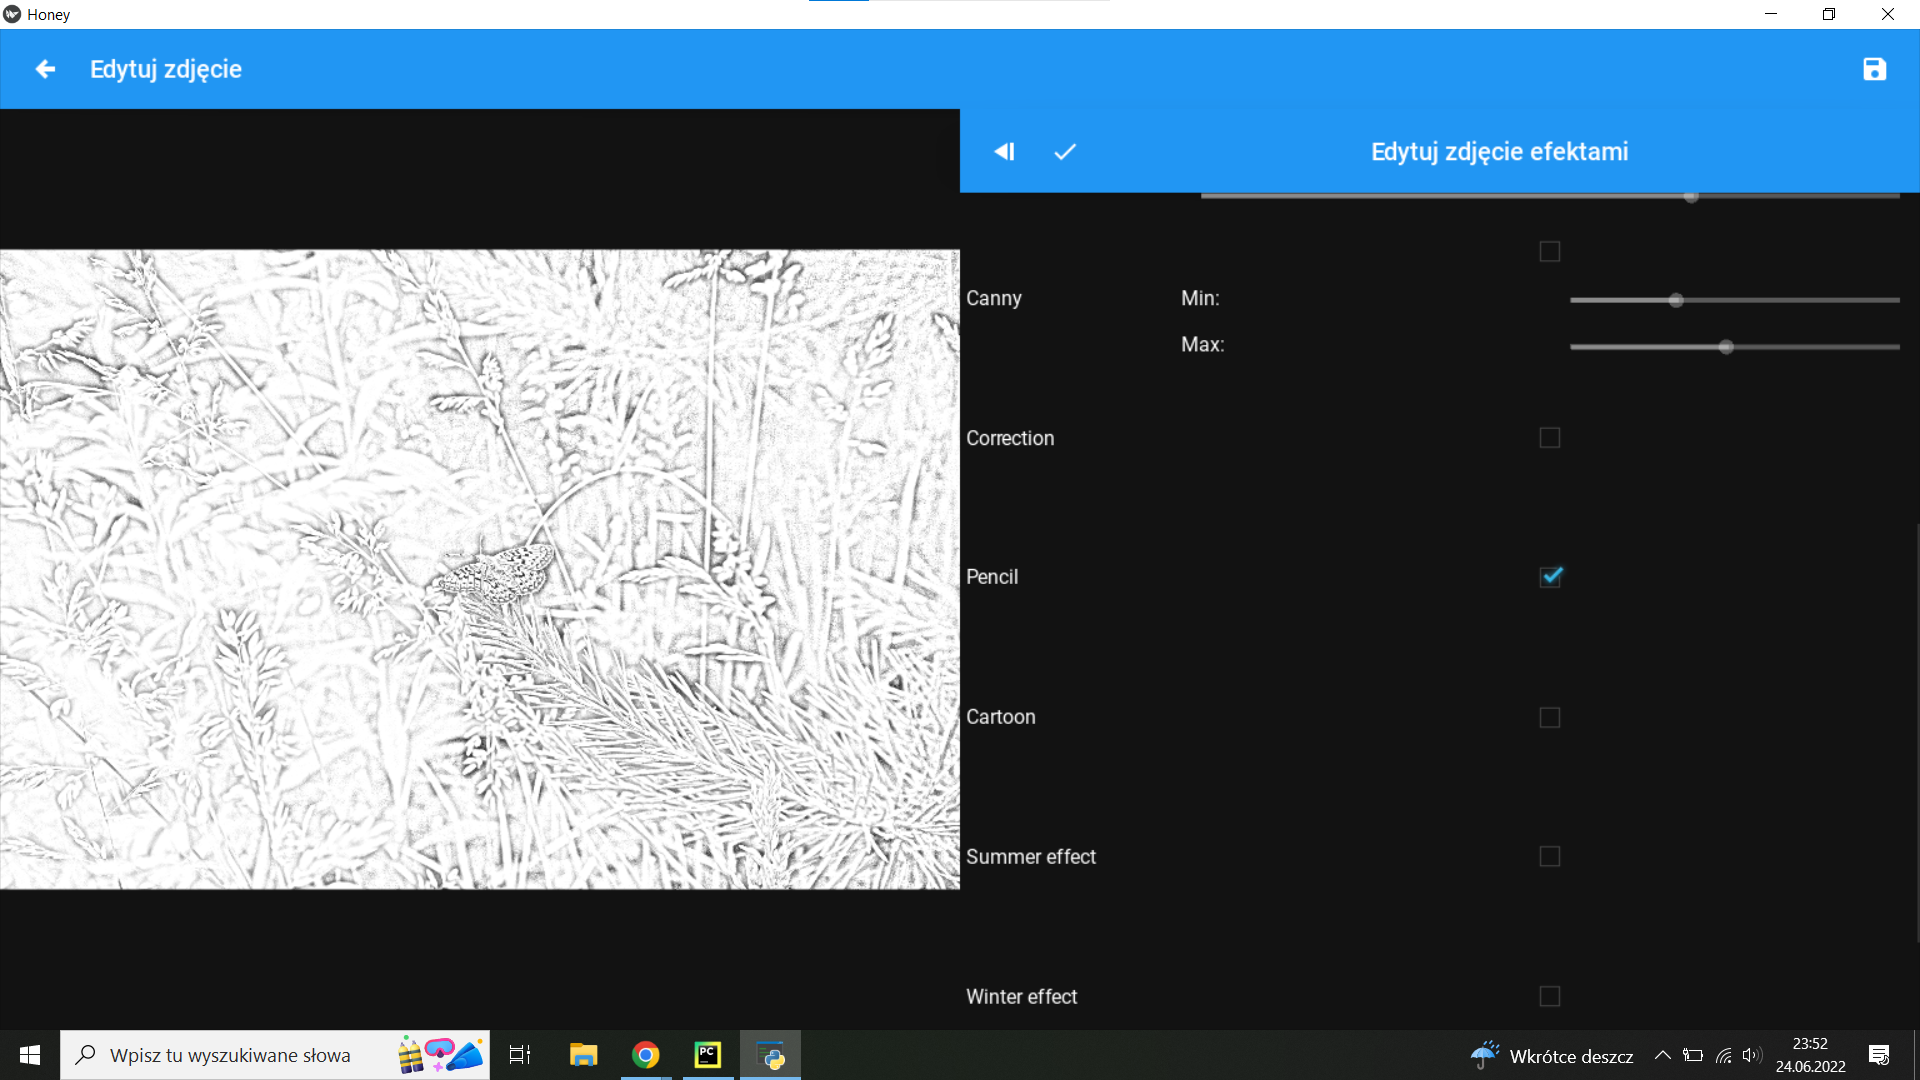 Honey
Edytuj zdjęcie
Edytuj zdjęcie efektami
Canny Min:
Max:
Correction
Pencil
Cartoon
Summer effect
Winter effect
Wpisz tu wyszukiwane słowa
PC
Wkrótce deszcz
23:52
24.06.2022